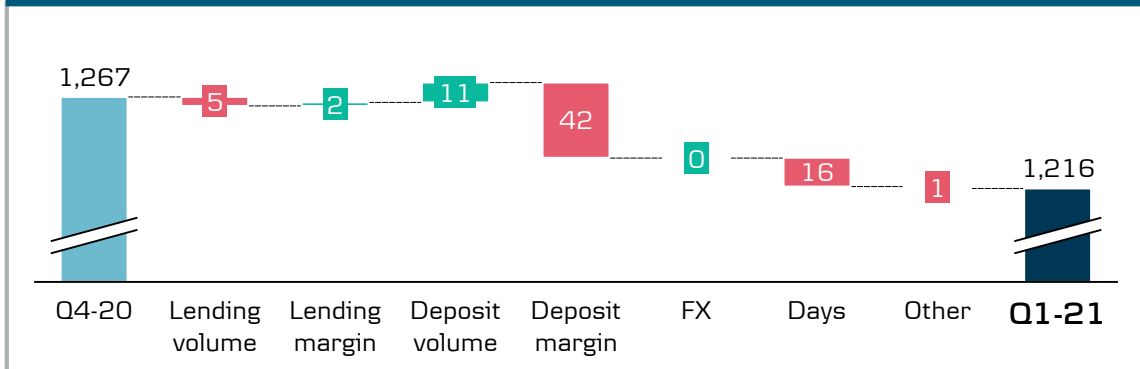 1,267
5
2
11
42
0
16
1
1,216
Q4-20
Lending volume
Lending margin
Deposit volume
Deposit margin
FX
Days
Other
Q1-21